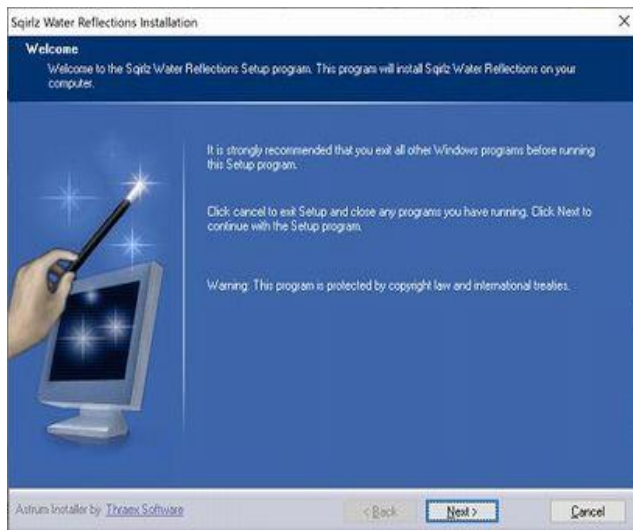 Sqirlz Water Reflections Installation
Welcome
Welcome to the Sqirlz Water Reflections Setup program. This program will install Sqirlz Water Reflections on your
computer.
It is strongly recommended that you exit all other Windows programs before running
this Setup program.
Click cancel to exit Setup and close any programs you have running. Click Next to
continue with the Setup program.
Warning: This program is protected by copyright law and international treaties.
Astrum Installer by Thraex Software
< Back
Next >
Cancel